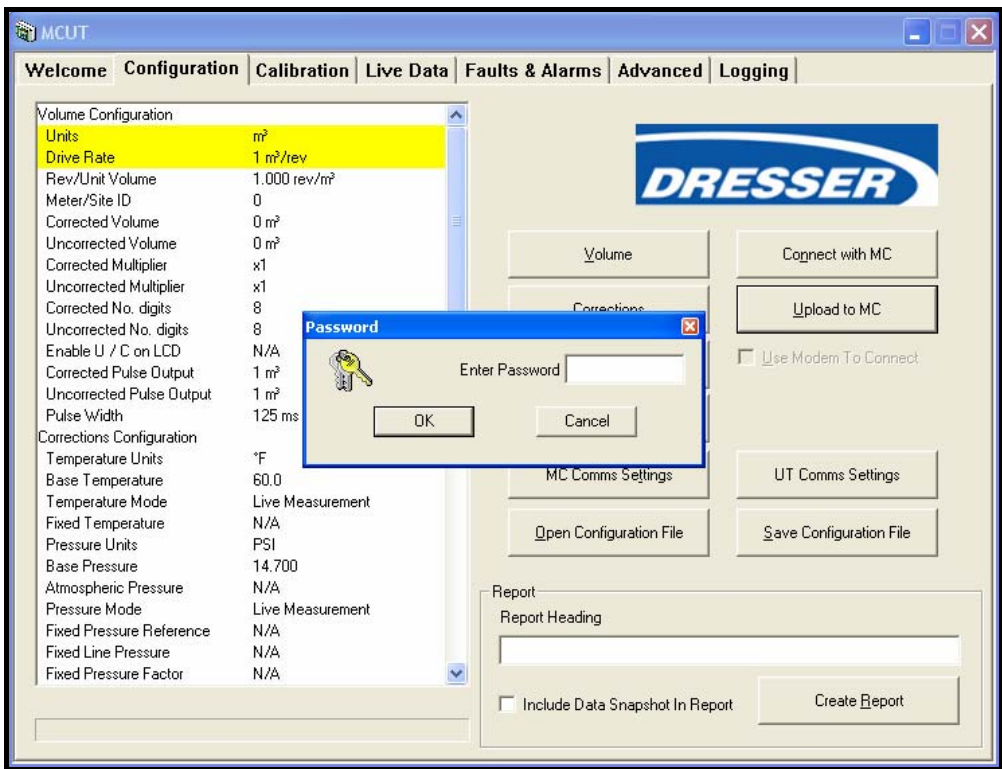 MCUT
Welcome Configuration Calibration Live Data Faults & Alarms Advanced Logging
Volume Configuration
Units m³
Drive Rate 1 m³/rev
Rev/Unit Volume 1.000 rev/m³
Meter/Site ID 0
Corrected Volume 0 m³
Uncorrected Volume 0 m³
Corrected Multiplier x1
Uncorrected Multiplier x1
Corrected No. digits 8
Uncorrected No. digits 8
Enable U / C on LCD N/A
Corrected Pulse Output 1 m³
Uncorrected Pulse Output 1 m³
Pulse Width 125 ms
Corrections Configuration
Temperature Units °F
Base Temperature 60.0
Temperature Mode Live Measurement
Fixed Temperature N/A
Pressure Units PSI
Base Pressure 14.700
Atmospheric Pressure N/A
Pressure Mode Live Measurement
Fixed Pressure Reference N/A
Fixed Line Pressure N/A
Fixed Pressure Factor N/A
DRESSER
Volume Connect with MC
Corrections Upload to MC
Use Modem To Connect
Password
Enter Password
OK Cancel
MC Comms Settings UT Comms Settings
Open Configuration File Save Configuration File
Report
Report Heading
Include Data Snapshot In Report Create Report